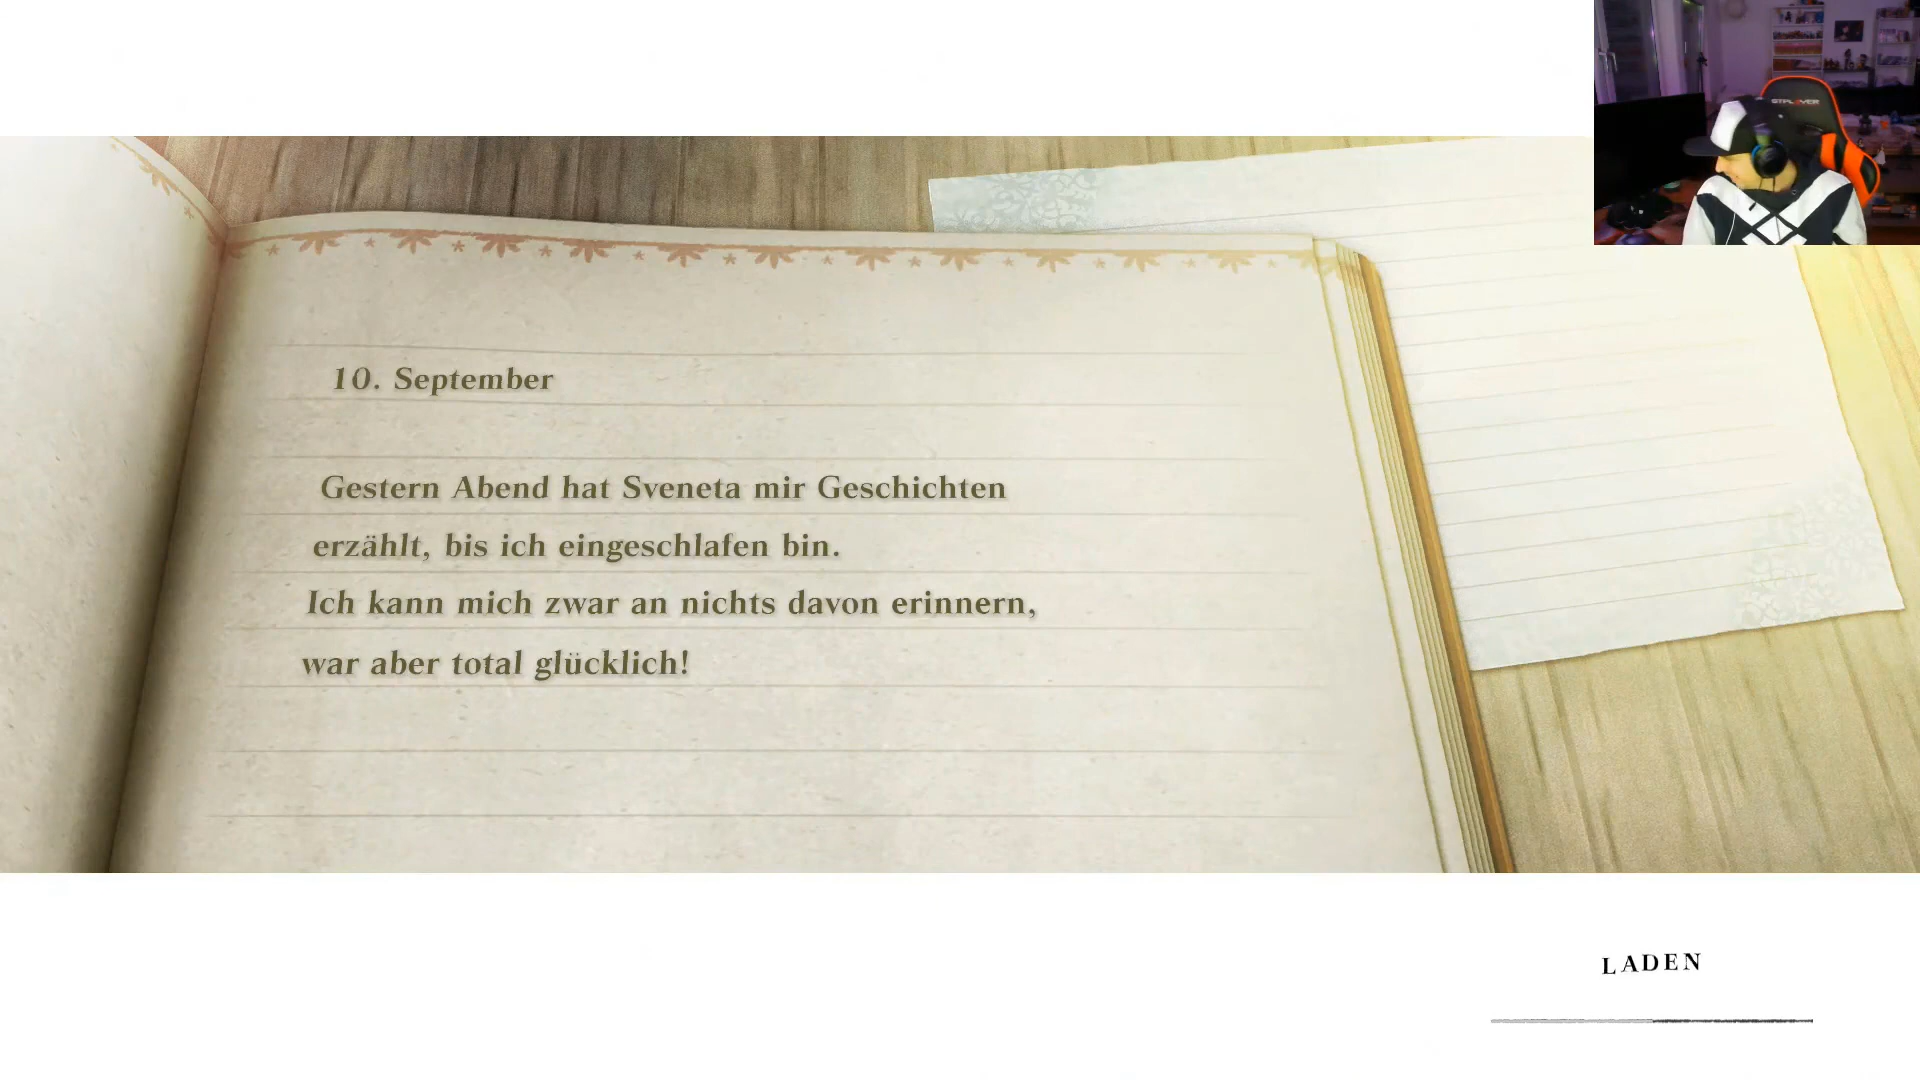 10. September
Gestern Abend hat Sveneta mir Geschichten
erzählt, bis ich eingeschlafen bin.
Ich kann mich zwar an nichts davon erinnern,
war aber total glücklich!
LADEN